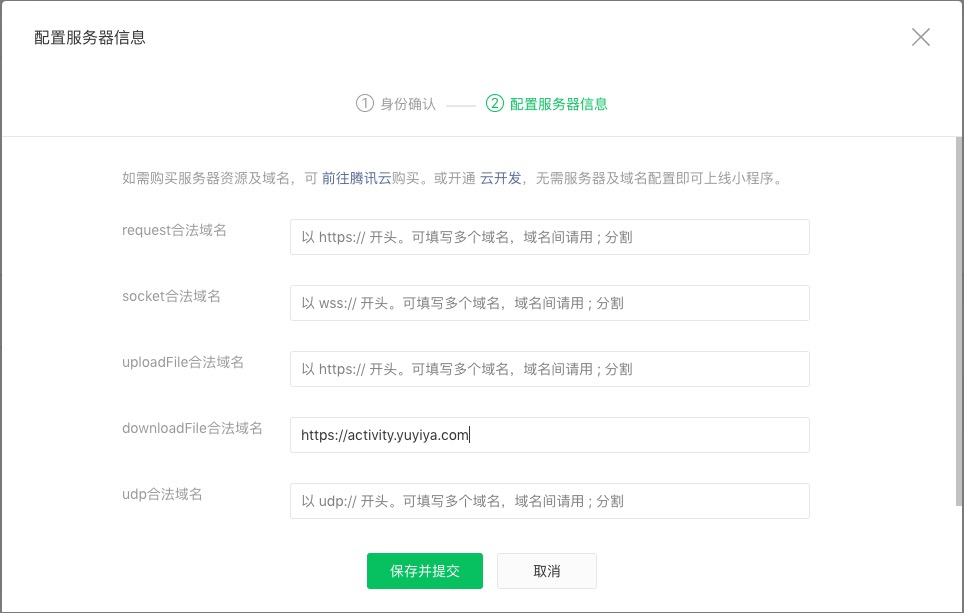 配置服务器信息
① 身份确认 ② 配置服务器信息
如需购买服务器资源及域名，可 前往腾讯云购买。或开通 云开发，无需服务器及域名配置即可上线小程序。
request合法域名
以 https:// 开头。可填写多个域名，域名间请用 ; 分割
socket合法域名
以 wss:// 开头。可填写多个域名，域名间请用 ; 分割
uploadFile合法域名
以 https:// 开头。可填写多个域名，域名间请用 ; 分割
downloadFile合法域名
https://activity.yuyiya.com
udp合法域名
以 udp:// 开头。可填写多个域名，域名间请用 ; 分割
保存并提交 取消